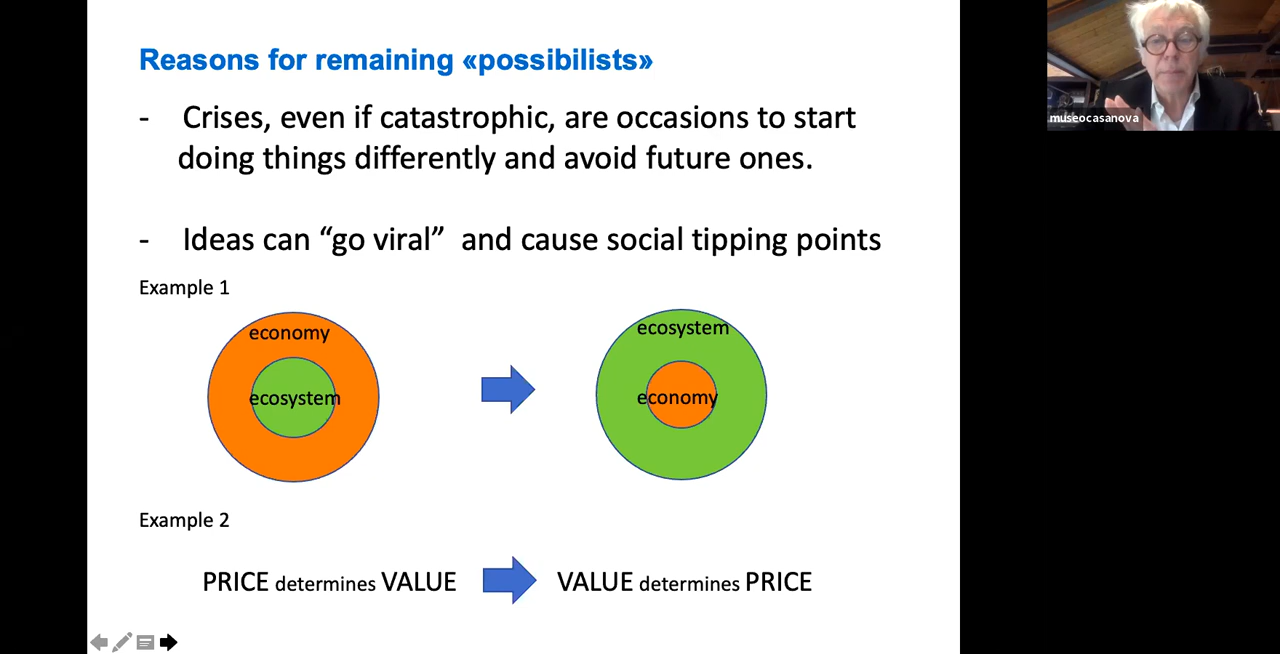 Reasons for remaining «possibilists»
- Crises, even if catastrophic, are occasions to start
doing things differently and avoid future ones.
- Ideas can “go viral”  and cause social tipping points
Example 1
economy
ecosystem
ecosystem
economy
Example 2
PRICE determines VALUE
VALUE determines PRICE
museocasanova